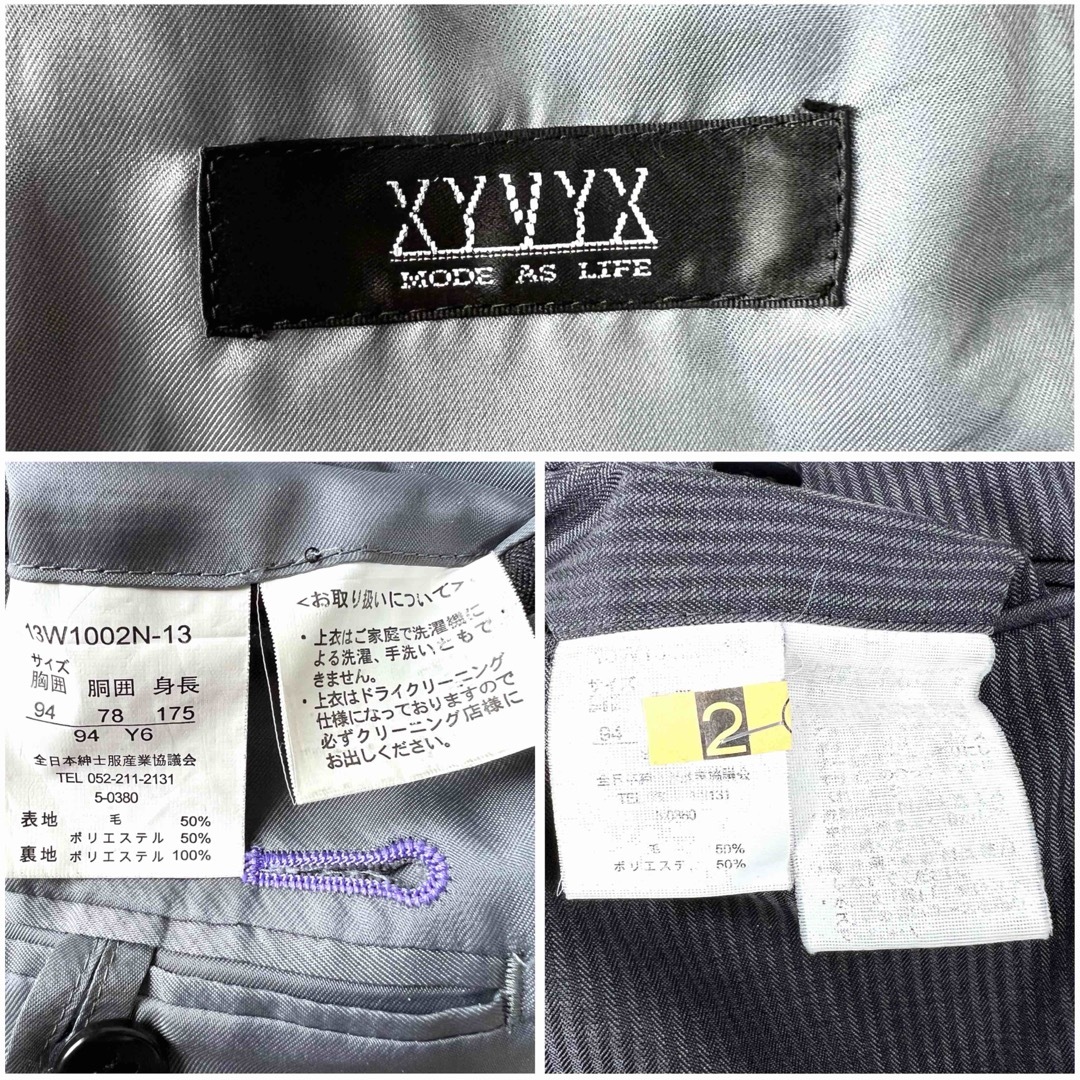 XYVYX
MODE AS LIFE
13W1002N-13
サイズ
胸囲 胴囲 身長
94 78 175
94 Y6
全日本紳士服産業協議会
TEL 052-211-2131
5-0380
表地 毛 50%
ポリエステル 50%
裏地 ポリエステル 100%
<お取り扱いについて>
・上衣はご家庭で洗濯機に
よる洗濯、手洗いともで
きません。
・上衣はドライクリーニング
仕様になっておりますので
必ずクリーニング店様に
お出しください。
サイズ
94
2
TEL 131
5-0380
毛 50%
ポリエステル 50%